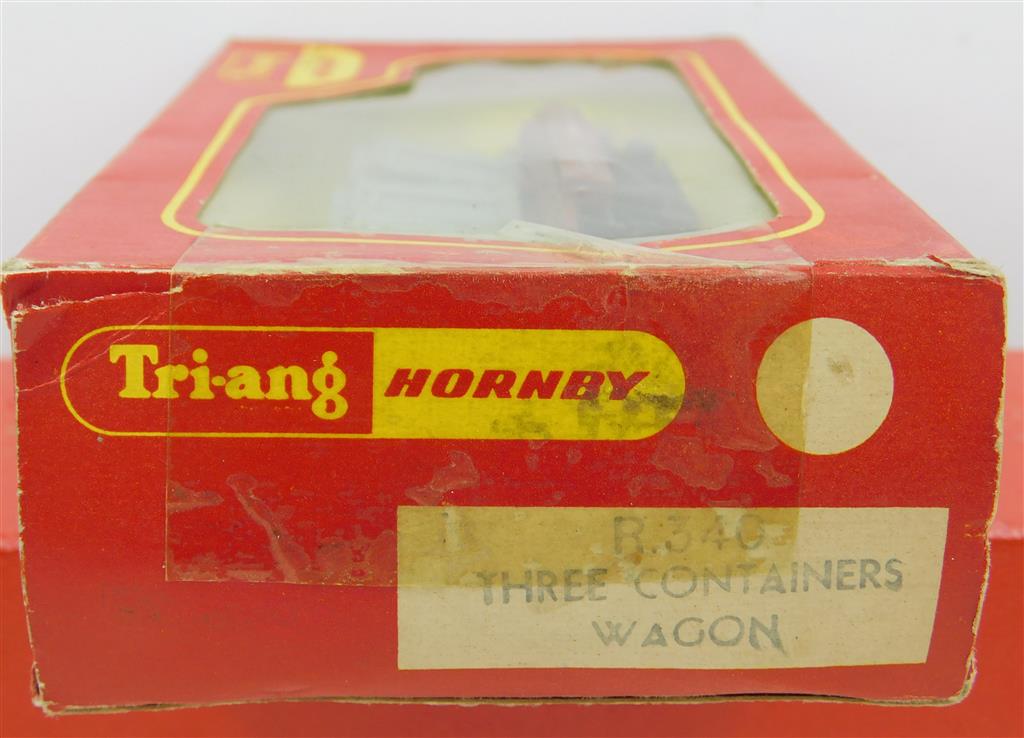 Tri-ang HORNBY
R.340
THREE CONTAINERS
WAGON